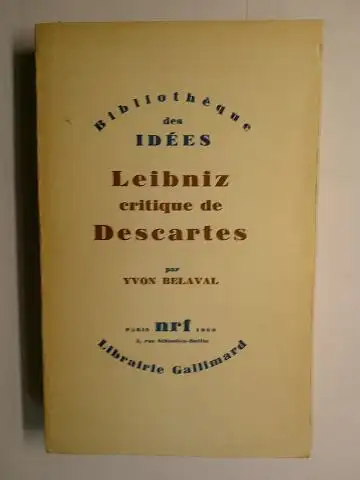 Bibliothèque
des
IDÉES
Leibniz
critique de
Descartes
par
YVON BELAVAL
PARIS nrf 1960
5, rue Sébastien-Bottin
Librairie Gallimard